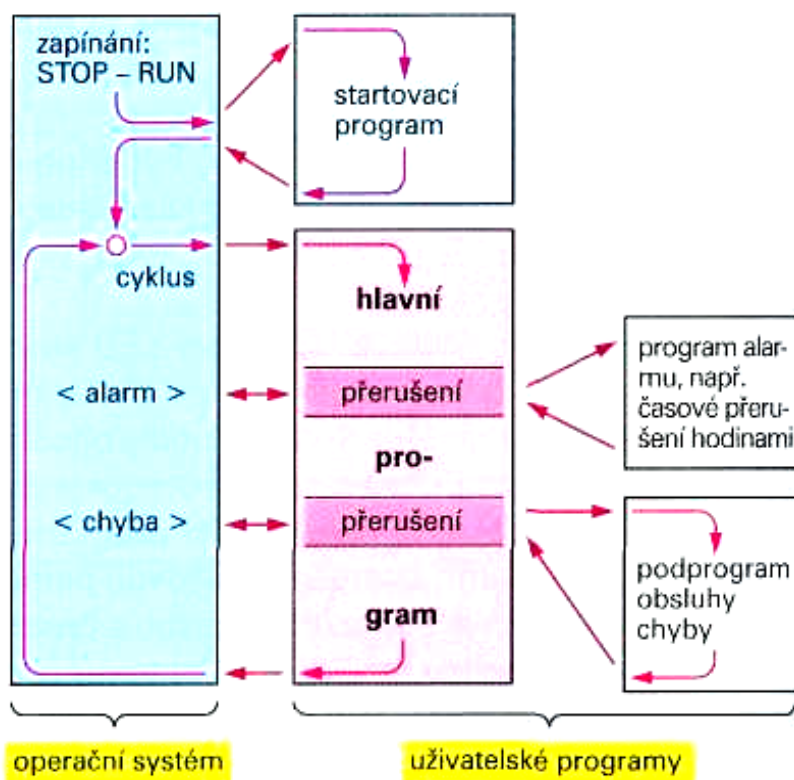 zapínání:
STOP – RUN
startovací
program
cyklus
hlavní
< alarm >
přerušení
program alar-
mu, např.
časové přeru-
šení hodinami
pro-
< chyba >
přerušení
podprogram
obsluhy
chyby
gram
operační systém
uživatelské programy